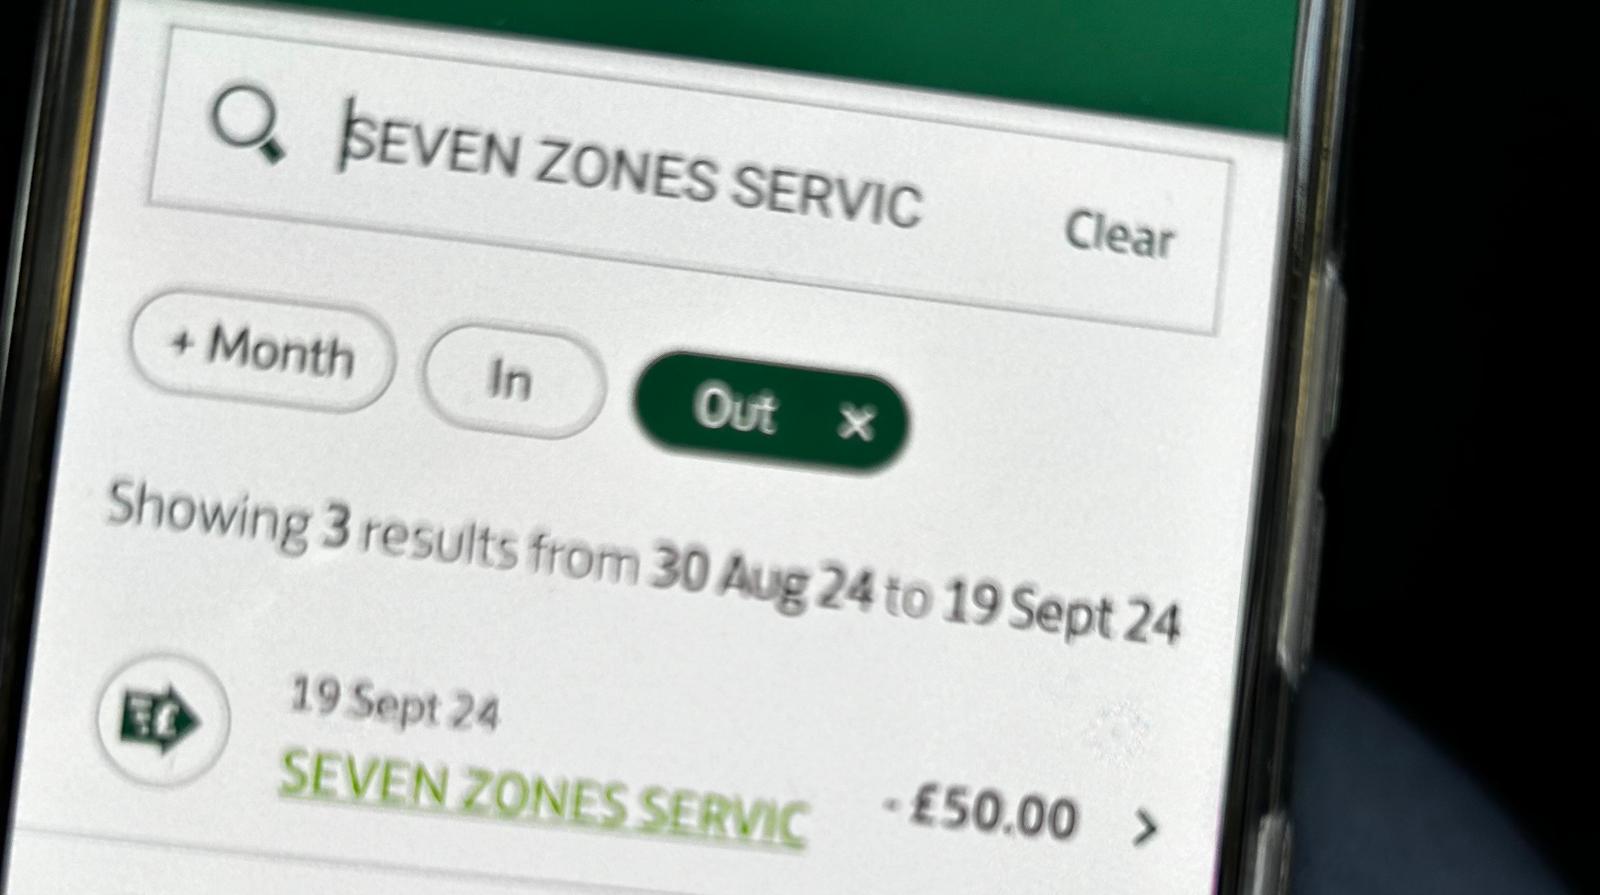 SEVEN ZONES SERVIC Clear
+ Month In Out ×
Showing 3 results from 30 Aug 24 to 19 Sept 24
19 Sept 24
SEVEN ZONES SERVIC - £50.00 >